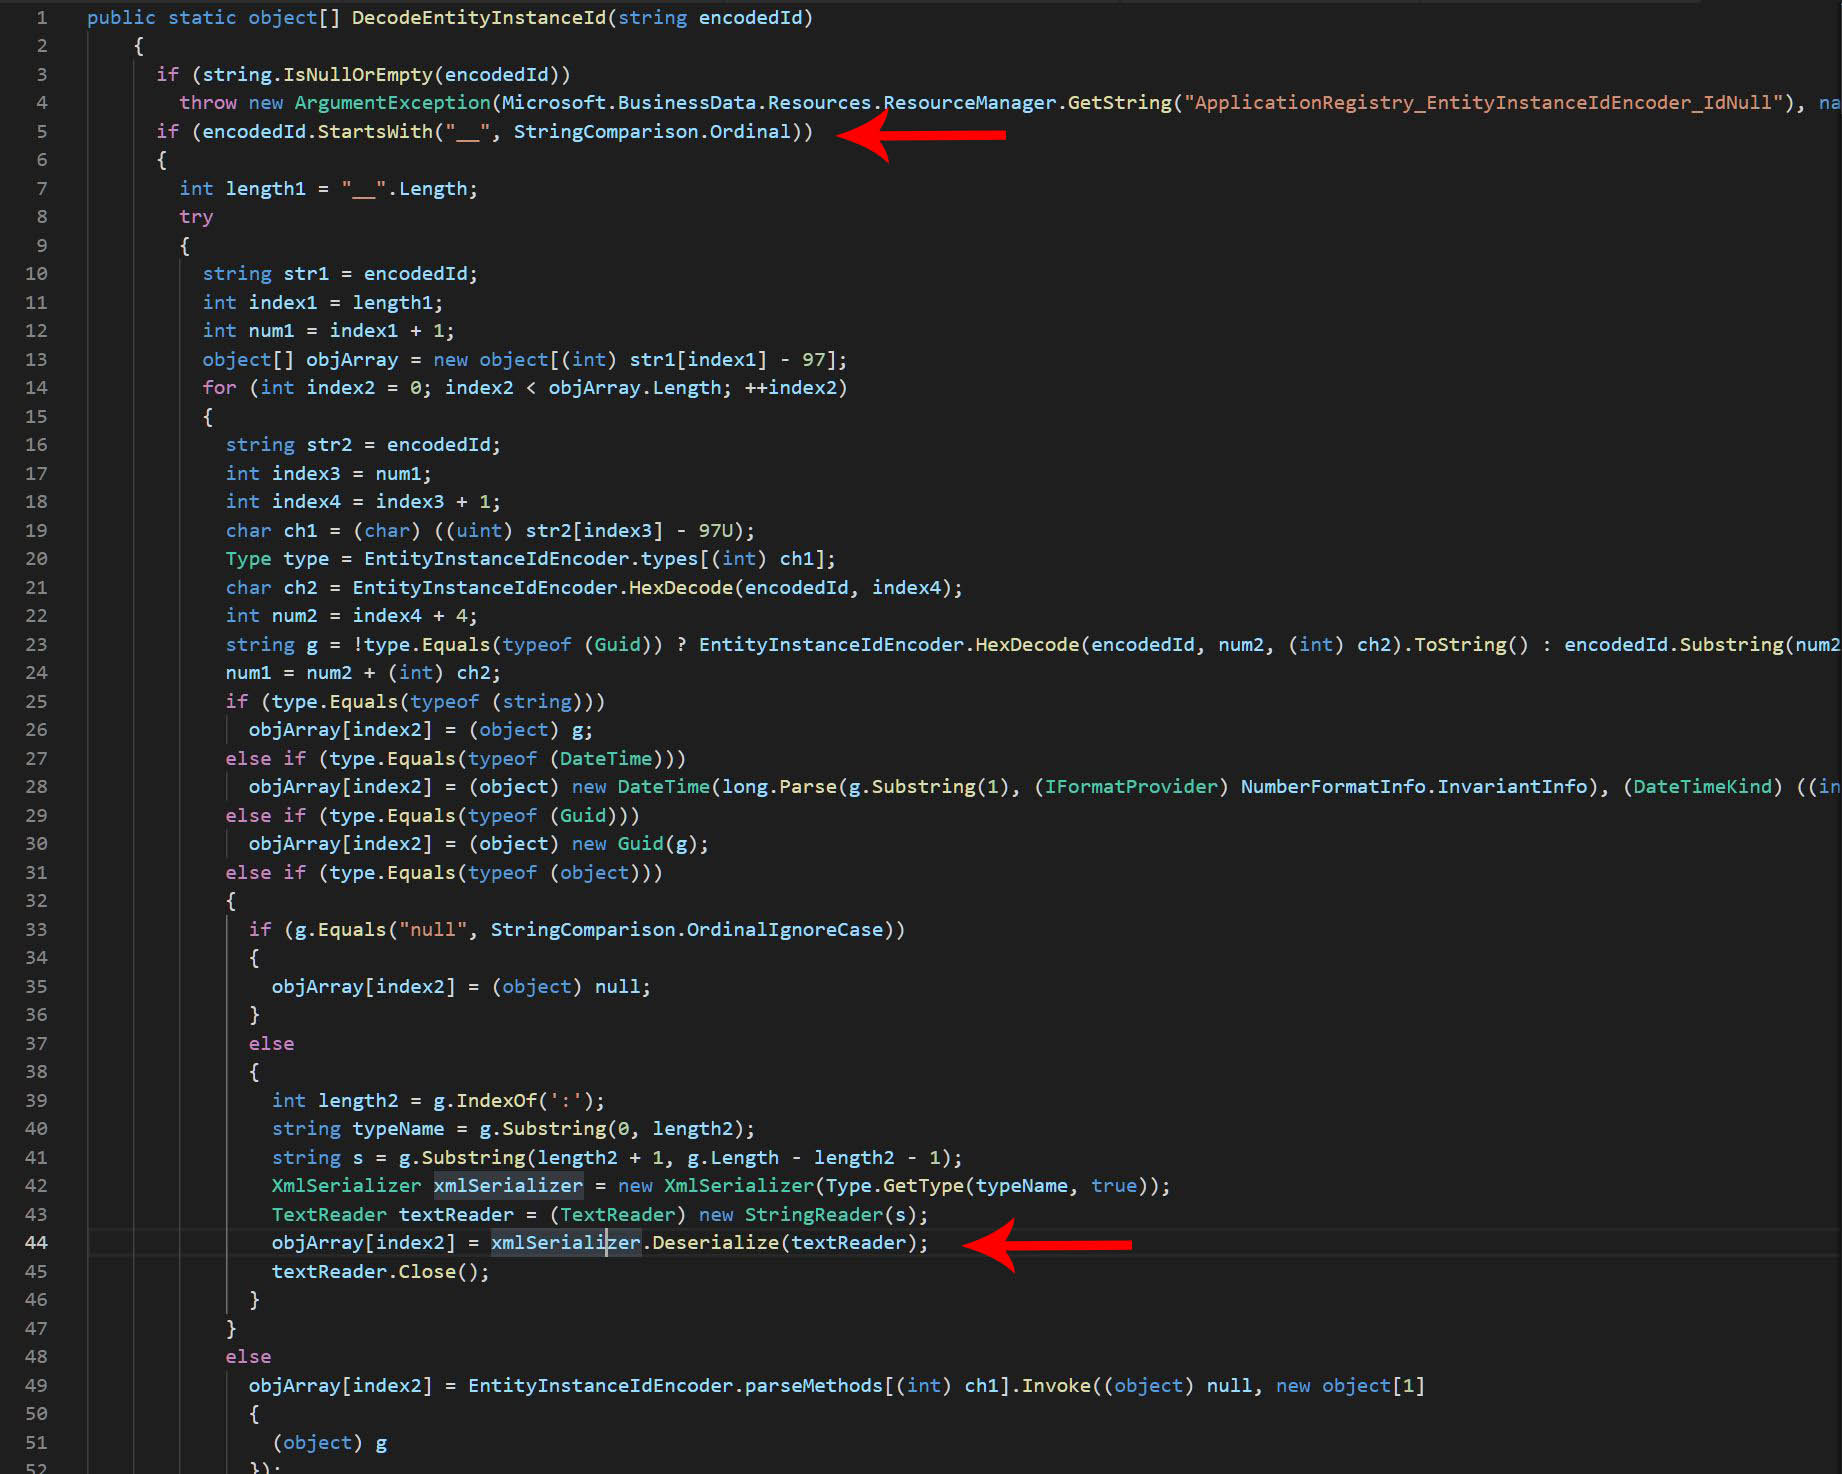 1 public static object[] DecodeEntityInstanceId(string encodedId)
2 {
3 if (string.IsNullOrEmpty(encodedId))
4 throw new ArgumentException(Microsoft.BusinessData.Resources.ResourceManager.GetString("ApplicationRegistry_EntityInstanceIdEncoder_IdNull"), na
5 if (encodedId.StartsWith("__", StringComparison.Ordinal))
6 {
7 int length1 = "__".Length;
8 try
9 {
10 string str1 = encodedId;
11 int index1 = length1;
12 int num1 = index1 + 1;
13 object[] objArray = new object[(int) str1[index1] - 97];
14 for (int index2 = 0; index2 < objArray.Length; ++index2)
15 {
16 string str2 = encodedId;
17 int index3 = num1;
18 int index4 = index3 + 1;
19 char ch1 = (char) ((uint) str2[index3] - 97U);
20 Type type = EntityInstanceIdEncoder.types[(int) ch1];
21 char ch2 = EntityInstanceIdEncoder.HexDecode(encodedId, index4);
22 int num2 = index4 + 4;
23 string g = !type.Equals(typeof (Guid)) ? EntityInstanceIdEncoder.HexDecode(encodedId, num2, (int) ch2).ToString() : encodedId.Substring(num2
24 num1 = num2 + (int) ch2;
25 if (type.Equals(typeof (string)))
26 objArray[index2] = (object) g;
27 else if (type.Equals(typeof (DateTime)))
28 objArray[index2] = (object) new DateTime(long.Parse(g.Substring(1), (IFormatProvider) NumberFormatInfo.InvariantInfo), (DateTimeKind) ((in
29 else if (type.Equals(typeof (Guid)))
30 objArray[index2] = (object) new Guid(g);
31 else if (type.Equals(typeof (object)))
32 {
33 if (g.Equals("null", StringComparison.OrdinalIgnoreCase))
34 {
35 objArray[index2] = (object) null;
36 }
37 else
38 {
39 int length2 = g.IndexOf(':');
40 string typeName = g.Substring(0, length2);
41 string s = g.Substring(length2 + 1, g.Length - length2 - 1);
42 XmlSerializer xmlSerializer = new XmlSerializer(Type.GetType(typeName, true));
43 TextReader textReader = (TextReader) new StringReader(s);
44 objArray[index2] = xmlSerializer.Deserialize(textReader);
45 textReader.Close();
46 }
47 }
48 else
49 objArray[index2] = EntityInstanceIdEncoder.parseMethods[(int) ch1].Invoke((object) null, new object[1]
50 {
51 (object) g
52 });